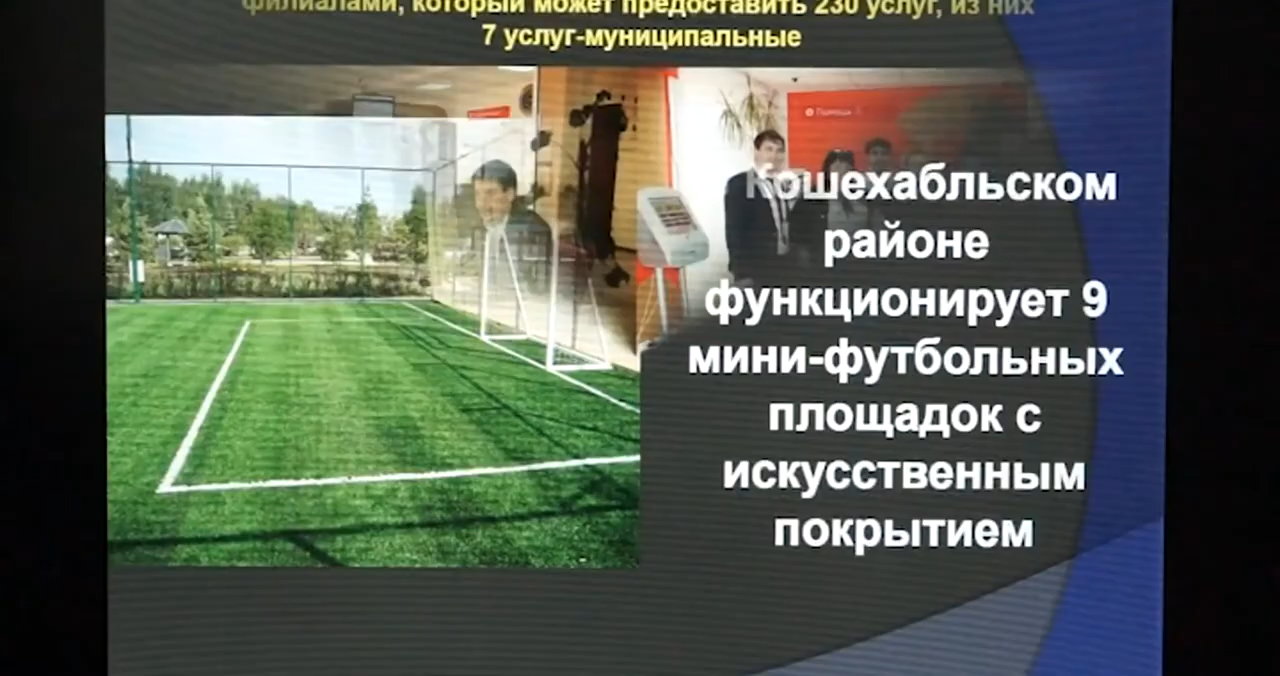 филиалами, который может предоставить 230 услуг, из них
7 услуг-муниципальные
Помощь
Кошехабльском
районе
функционирует 9
мини-футбольных
площадок с
искусственным
покрытием